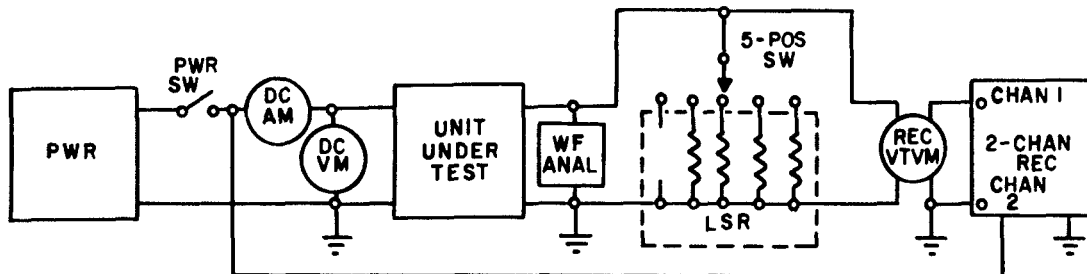 PWR
PWR
SW
DC
AM
DC
VM
UNIT
UNDER
TEST
WF
ANAL
5-POS
SW
LSR
REC
VTVM
CHAN 1
2-CHAN
REC
CHAN
2